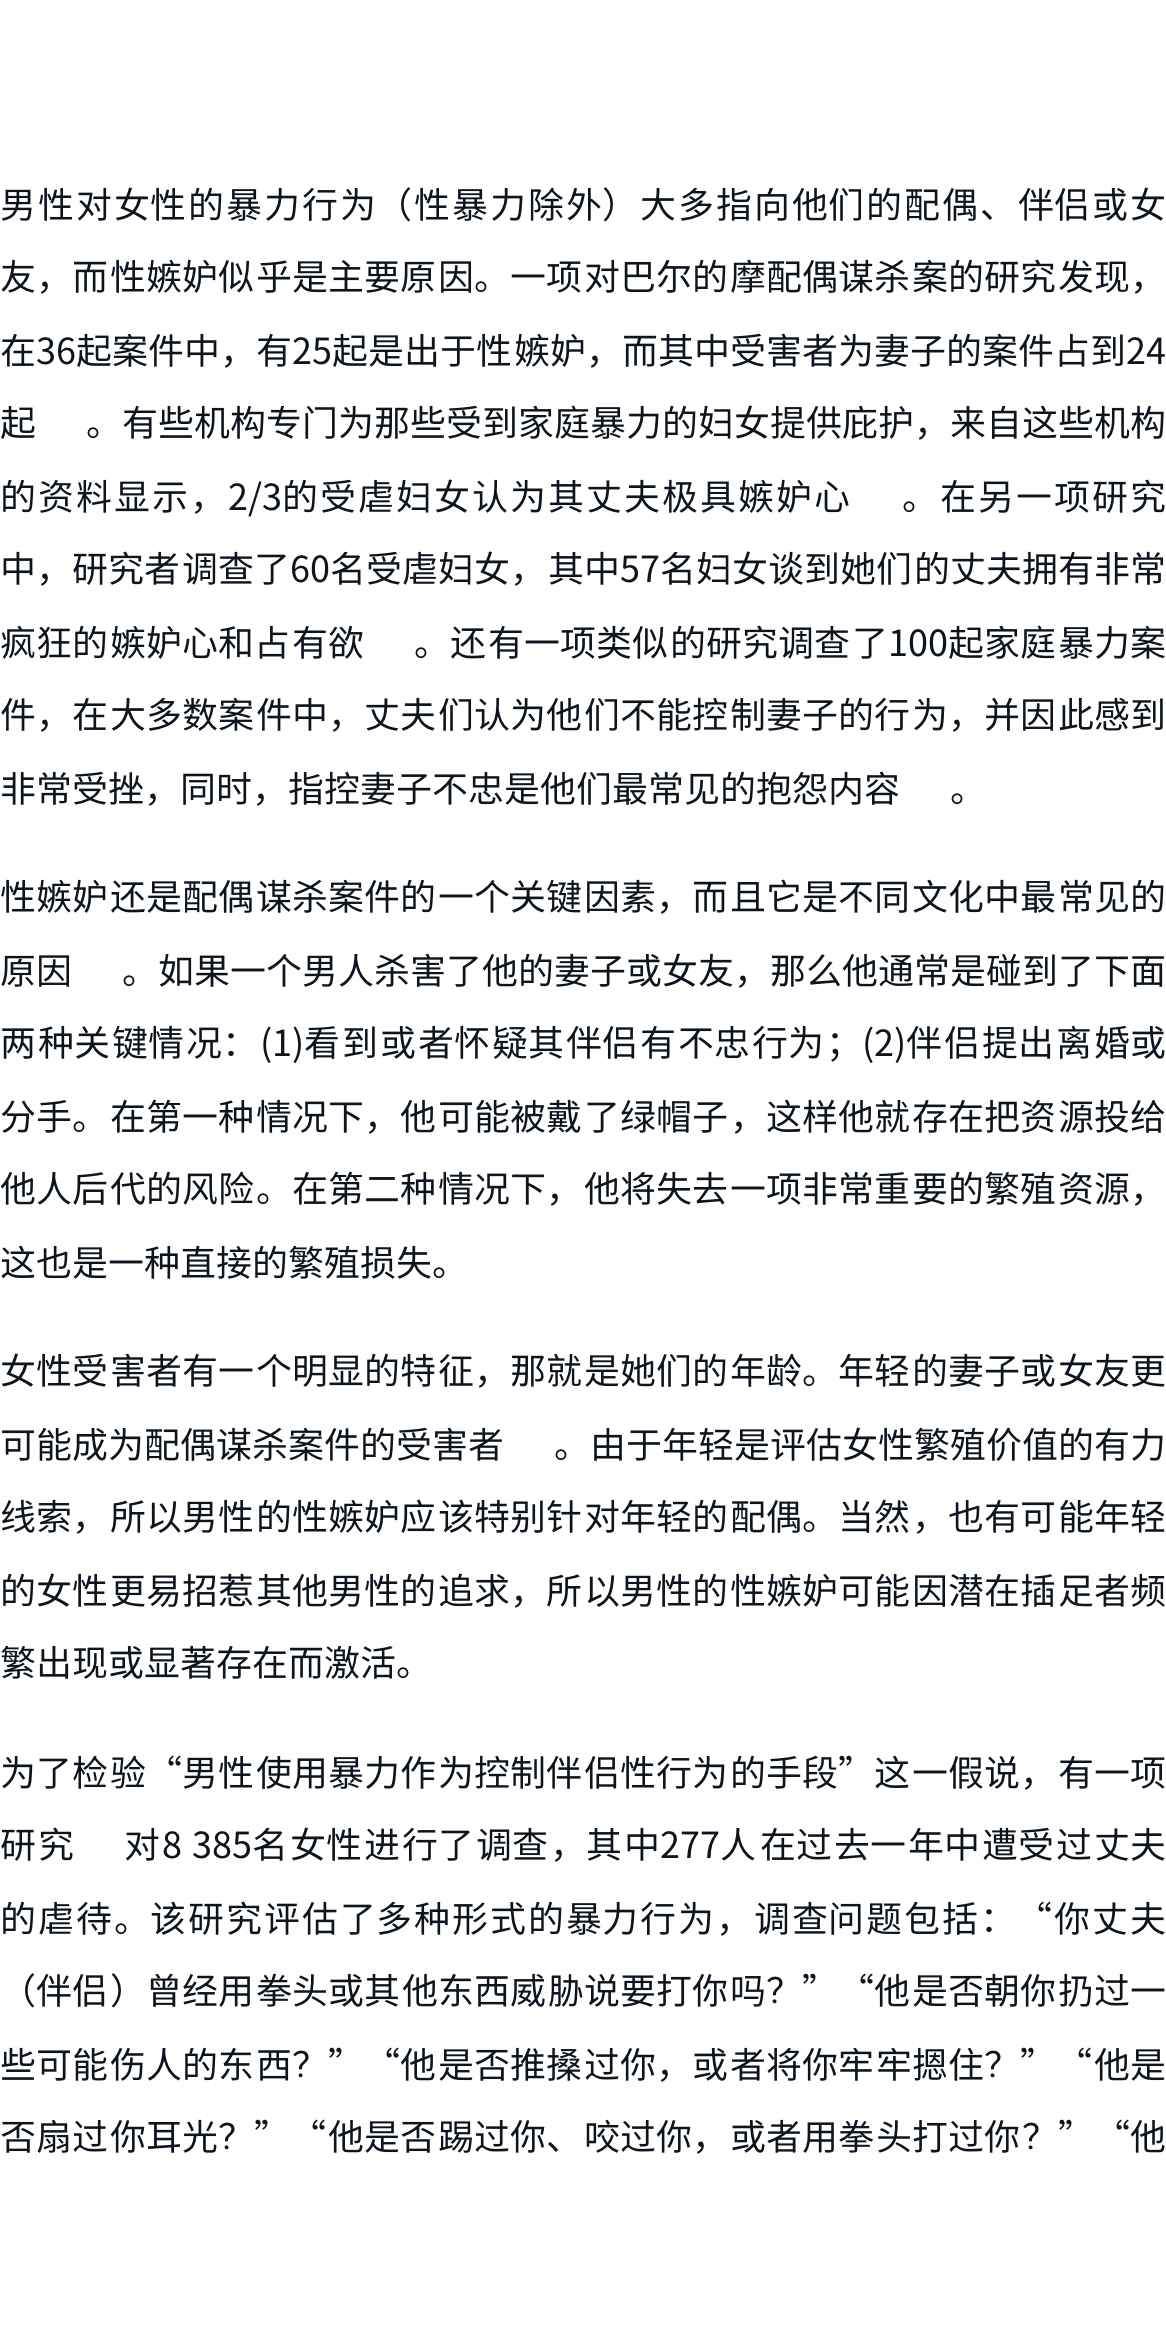 男性对女性的暴力行为（性暴力除外）大多指向他们的配偶、伴侣或女
友，而性嫉妒似乎是主要原因。一项对巴尔的摩配偶谋杀案的研究发现，
在36起案件中，有25起是出于性嫉妒，而其中受害者为妻子的案件占到24
起 。有些机构专门为那些受到家庭暴力的妇女提供庇护，来自这些机构
的资料显示，2/3的受虐妇女认为其丈夫极具嫉妒心 。在另一项研究
中，研究者调查了60名受虐妇女，其中57名妇女谈到她们的丈夫拥有非常
疯狂的嫉妒心和占有欲 。还有一项类似的研究调查了100起家庭暴力案
件，在大多数案件中，丈夫们认为他们不能控制妻子的行为，并因此感到
非常受挫，同时，指控妻子不忠是他们最常见的抱怨内容 。
性嫉妒还是配偶谋杀案件的一个关键因素，而且它是不同文化中最常见的
原因 。如果一个男人杀害了他的妻子或女友，那么他通常是碰到了下面
两种关键情况：(1)看到或者怀疑其伴侣有不忠行为；(2)伴侣提出离婚或
分手。在第一种情况下，他可能被戴了绿帽子，这样他就存在把资源投给
他人后代的风险。在第二种情况下，他将失去一项非常重要的繁殖资源，
这也是一种直接的繁殖损失。
女性受害者有一个明显的特征，那就是她们的年龄。年轻的妻子或女友更
可能成为配偶谋杀案件的受害者 。由于年轻是评估女性繁殖价值的有力
线索，所以男性的性嫉妒应该特别针对年轻的配偶。当然，也有可能年轻
的女性更易招惹其他男性的追求，所以男性的性嫉妒可能因潜在插足者频
繁出现或显著存在而激活。
为了检验“男性使用暴力作为控制伴侣性行为的手段”这一假说，有一项
研究 对8 385名女性进行了调查，其中277人在过去一年中遭受过丈夫
的虐待。该研究评估了多种形式的暴力行为，调查问题包括：“你丈夫
（伴侣）曾经用拳头或其他东西威胁说要打你吗？”“他是否朝你扔过一
些可能伤人的东西？”“他是否推搡过你，或者将你牢牢摁住？”“他是
否扇过你耳光？”“他是否踢过你、咬过你，或者用拳头打过你？”“他